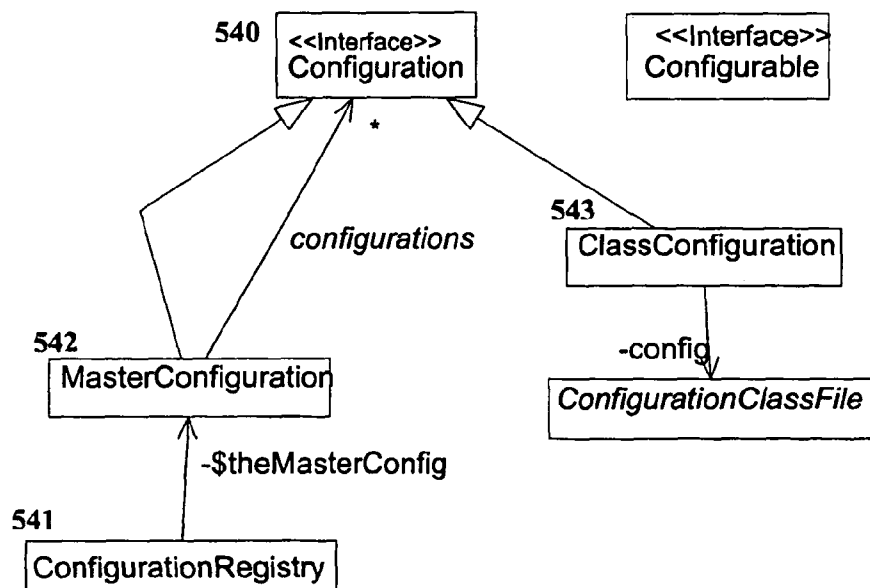 540
<<Interface>>
Configuration
<<Interface>>
Configurable
*
configurations
543
ClassConfiguration
542
MasterConfiguration
-config
ConfigurationClassFile
-$theMasterConfig
541
ConfigurationRegistry